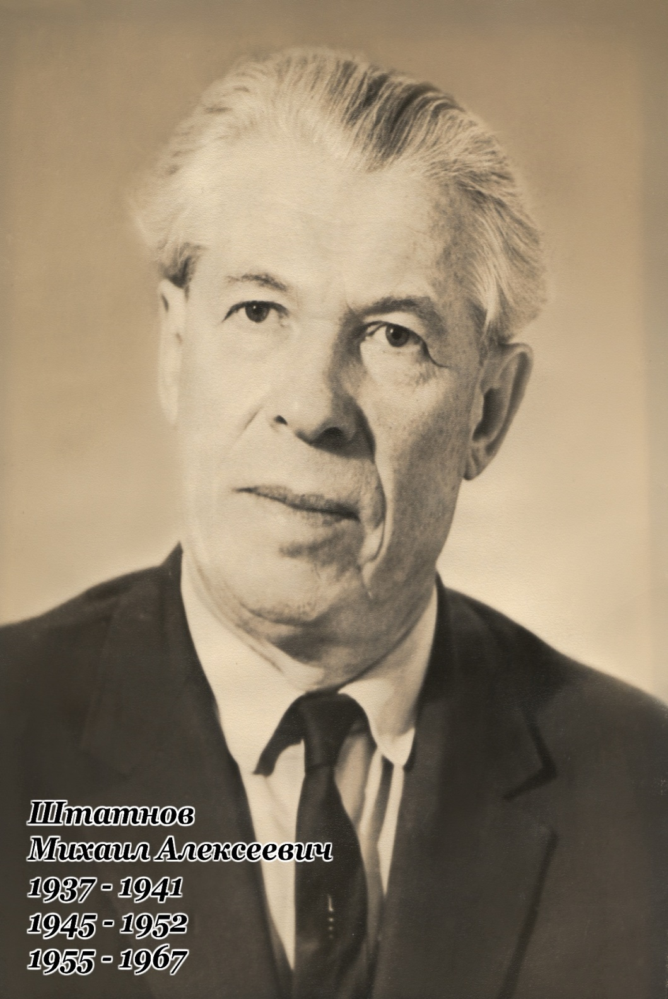 Штатнов
Михаил Алексеевич
1937 - 1941
1945 - 1952
1955 - 1967